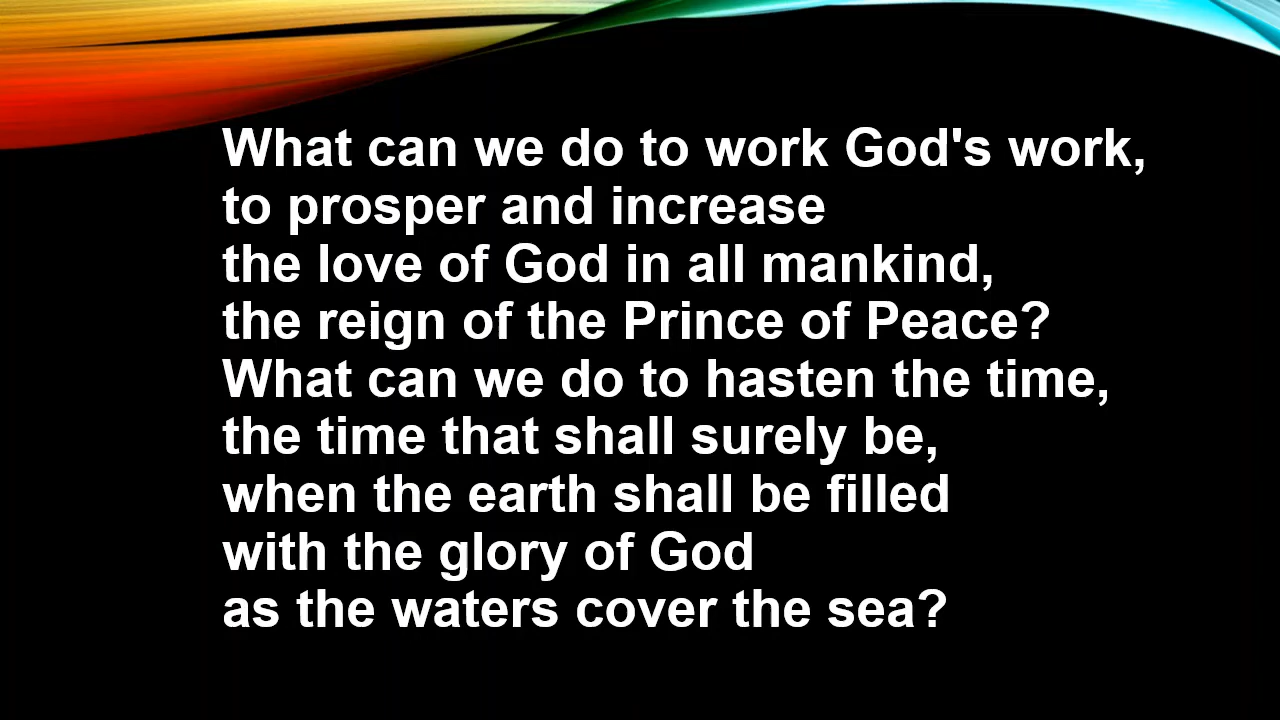 What can we do to work God's work,
to prosper and increase
the love of God in all mankind,
the reign of the Prince of Peace?
What can we do to hasten the time,
the time that shall surely be,
when the earth shall be filled
with the glory of God
as the waters cover the sea?